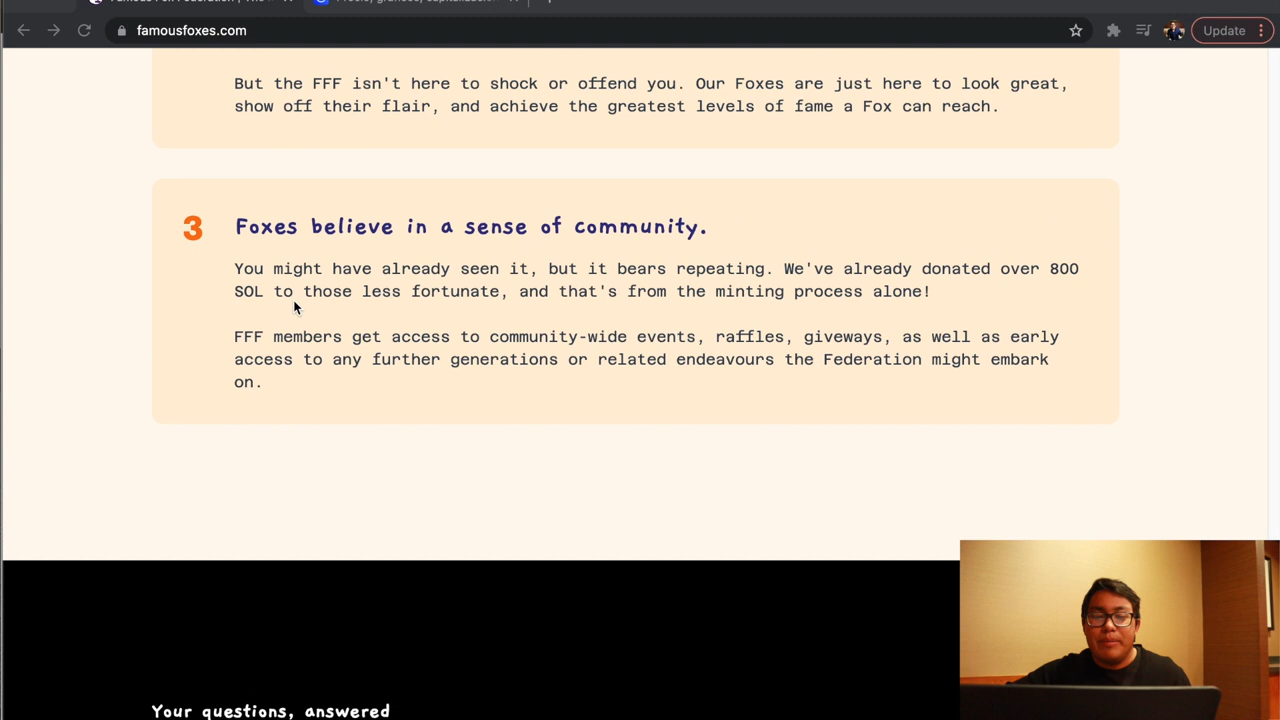 famousfoxes.com
Update
But the FFF isn't here to shock or offend you. Our Foxes are just here to look great,
show off their flair, and achieve the greatest levels of fame a Fox can reach.
3
Foxes believe in a sense of community.
You might have already seen it, but it bears repeating. We've already donated over 800
SOL to those less fortunate, and that's from the minting process alone!
FFF members get access to community-wide events, raffles, giveways, as well as early
access to any further generations or related endeavours the Federation might embark
on.
Your questions, answered